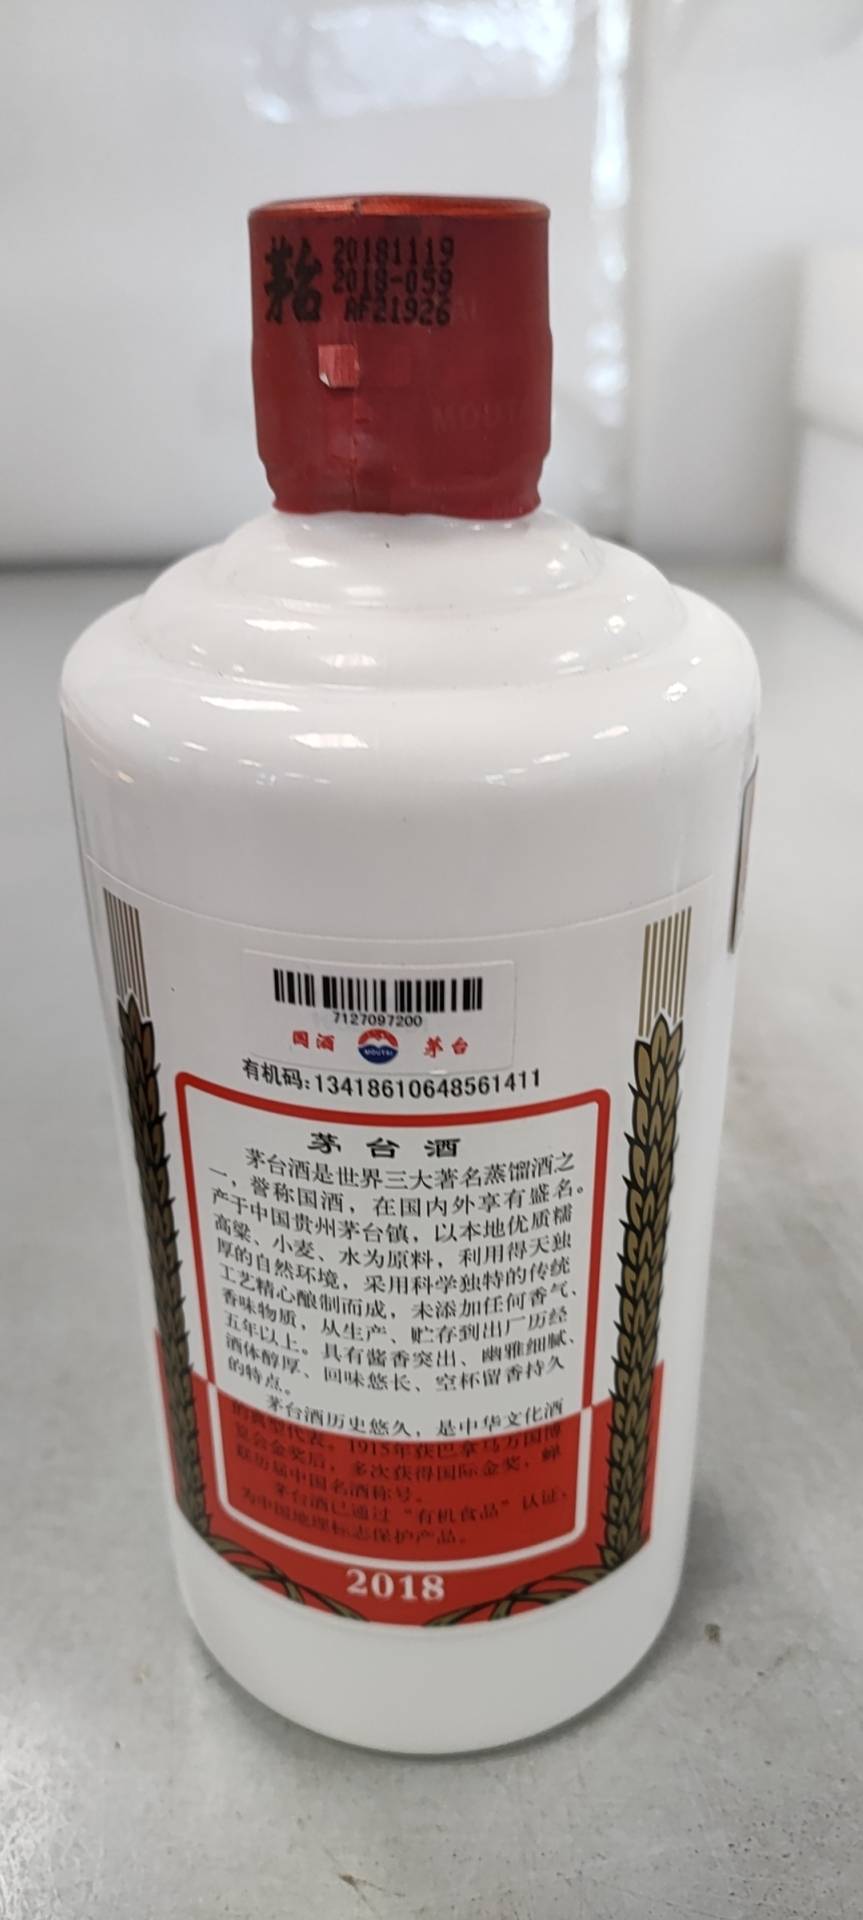 茅台 20181119
2018-059
AF21926
MOUTAI
7127097200
国酒 MOUTAI 茅台
有机码:13418610648561411
茅台酒
茅台酒是世界三大著名蒸馏酒之
一，誉称国酒，在国内外享有盛名。
产于中国贵州茅台镇，以本地优质糯
高粱、小麦、水为原料，利用得天独
厚的自然环境，采用科学独特的传统
工艺精心酿制而成，未添加任何香气、
香味物质，从生产、贮存到出厂历经
五年以上。具有酱香突出、幽雅细腻、
酒体醇厚、回味悠长、空杯留香持久
的特点。
茅台酒历史悠久，是中华文化酒
的典型代表。1915年获巴拿马万国博
览会金奖后，多次获得国际金奖，蝉
联历届中国名酒称号。
茅台酒已通过“有机食品”认证，
为中国地理标志保护产品。
2018